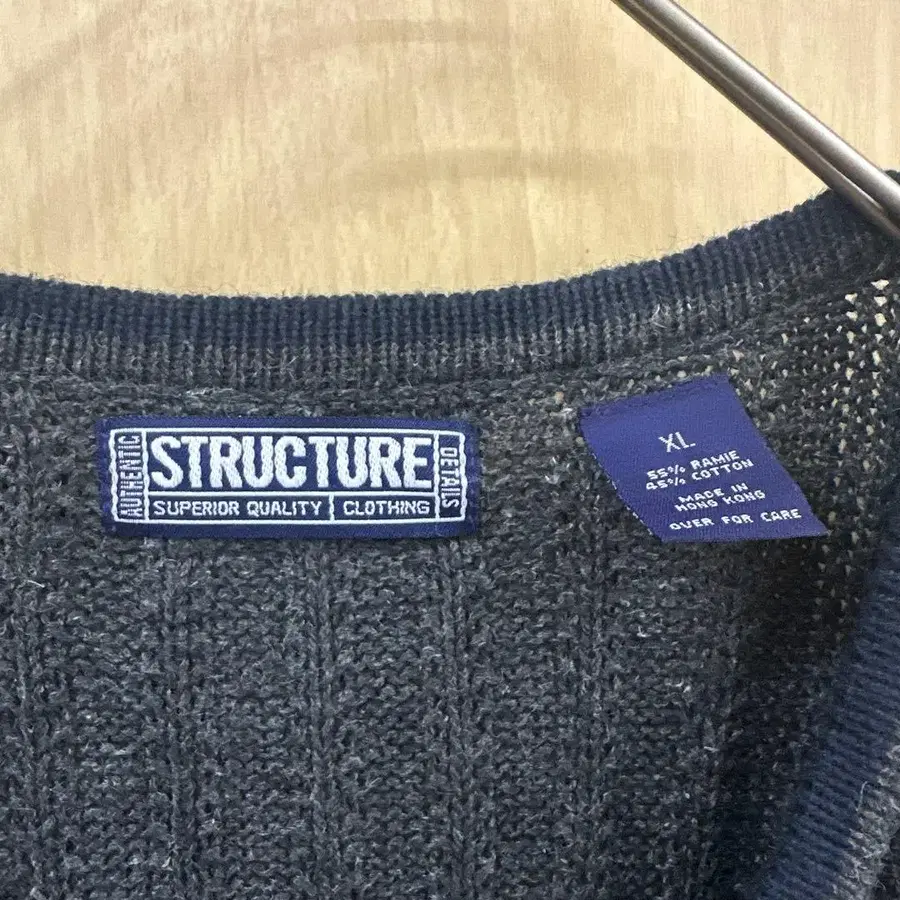 AUTHENTIC
STRUCTURE
DETAILS
SUPERIOR QUALITY
CLOTHING
XL
55% RAMIE
45% COTTON
MADE IN
HONG KONG
OVER FOR CARE